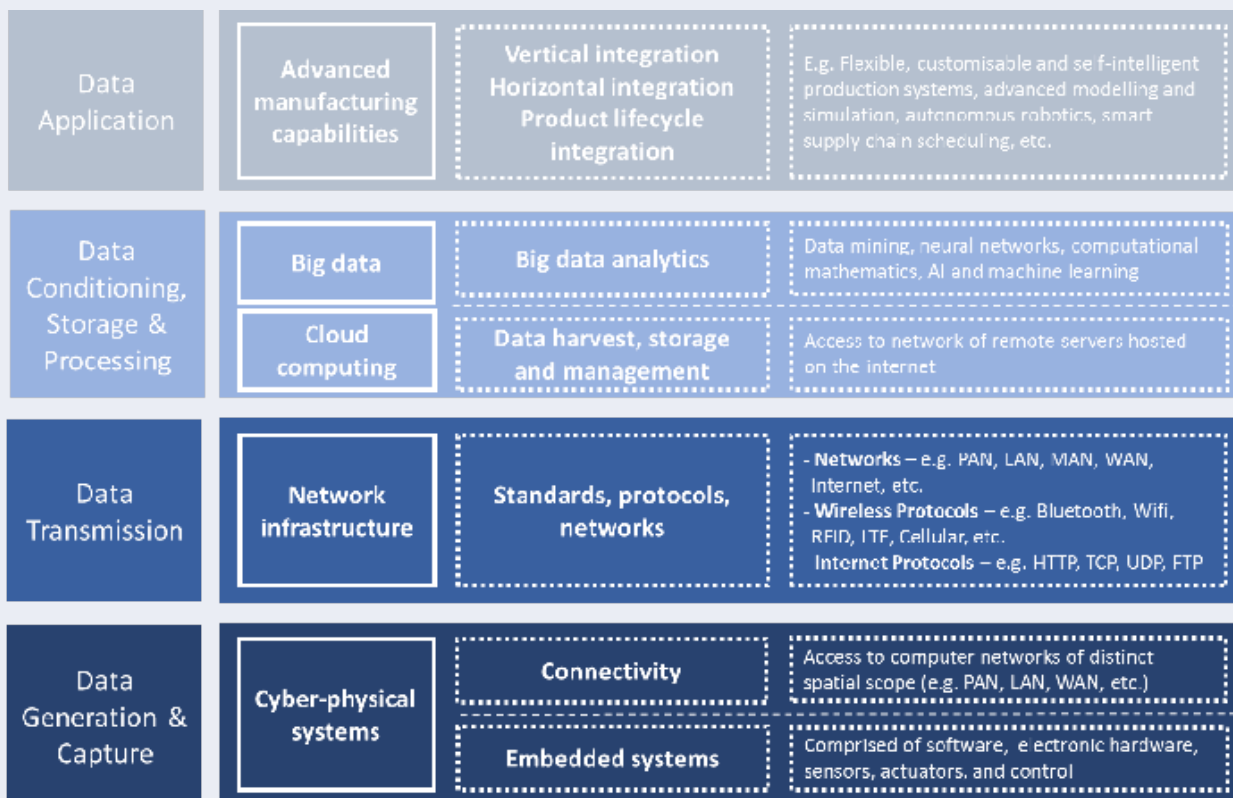 Data
Application
Advanced
manufacturing
capabilities
Vertical integration
Horizontal integration
Product lifecycle
integration
E.g. Flexible, customisable and self-intelligent
production systems, advanced modelling and
simulation, autonomous robotics, smart
supply chain scheduling, etc.
Data
Conditioning,
Storage &
Processing
Big data
Big data analytics
Data mining, neural networks, computational
mathematics, AI and machine learning
Cloud
computing
Data harvest, storage
and management
Access to network of remote servers hosted
on the internet
Data
Transmission
Network
infrastructure
Standards, protocols,
networks
- Networks – e.g. PAN, LAN, MAN, WAN,
Internet, etc.
- Wireless Protocols – e.g. Bluetooth, Wifi,
RFID, LTE, Cellular, etc.
Internet Protocols – e.g. HTTP, TCP, UDP, FTP
Data
Generation &
Capture
Cyber-physical
systems
Connectivity
Access to computer networks of distinct
spatial scope (e.g. PAN, LAN, WAN, etc.)
Embedded systems
Comprised of software, electronic hardware,
sensors, actuators, and control